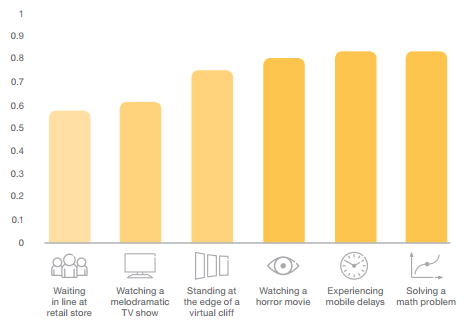 1
0.9
0.8
0.7
0.6
0.5
0.4
0.3
0.2
0.1
0
Waiting
in line at
retail store
Watching a
melodramatic
TV show
Standing at
the edge of a
virtual cliff
Watching a
horror movie
Experiencing
mobile delays
Solving a
math problem